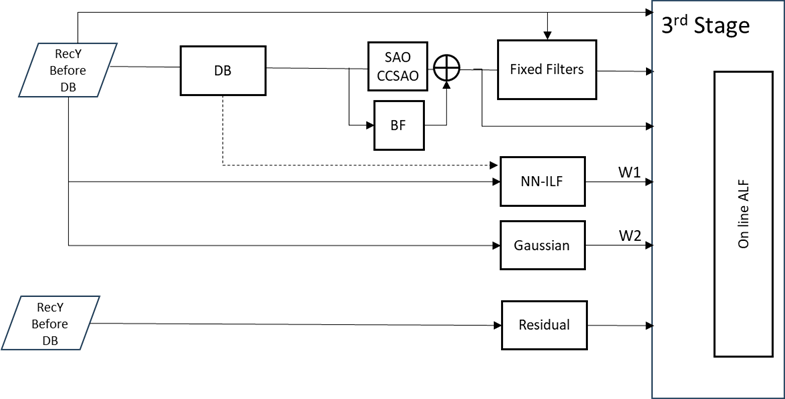 3rd Stage
RecY
Before
DB
DB
SAO
CCSAO
Fixed Filters
BF
NN-ILF
W1
Gaussian
W2
On line ALF
RecY
Before
DB
Residual